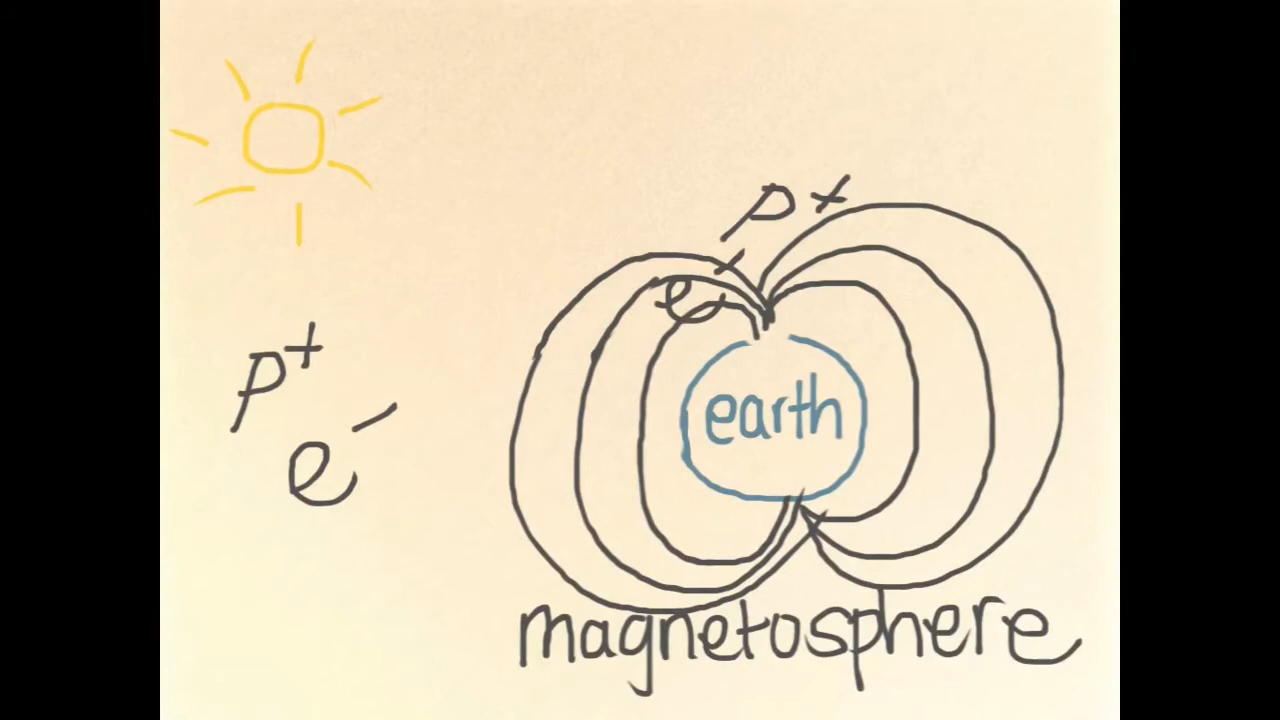 p+
e-
p+
e-
earth
magnetosphere